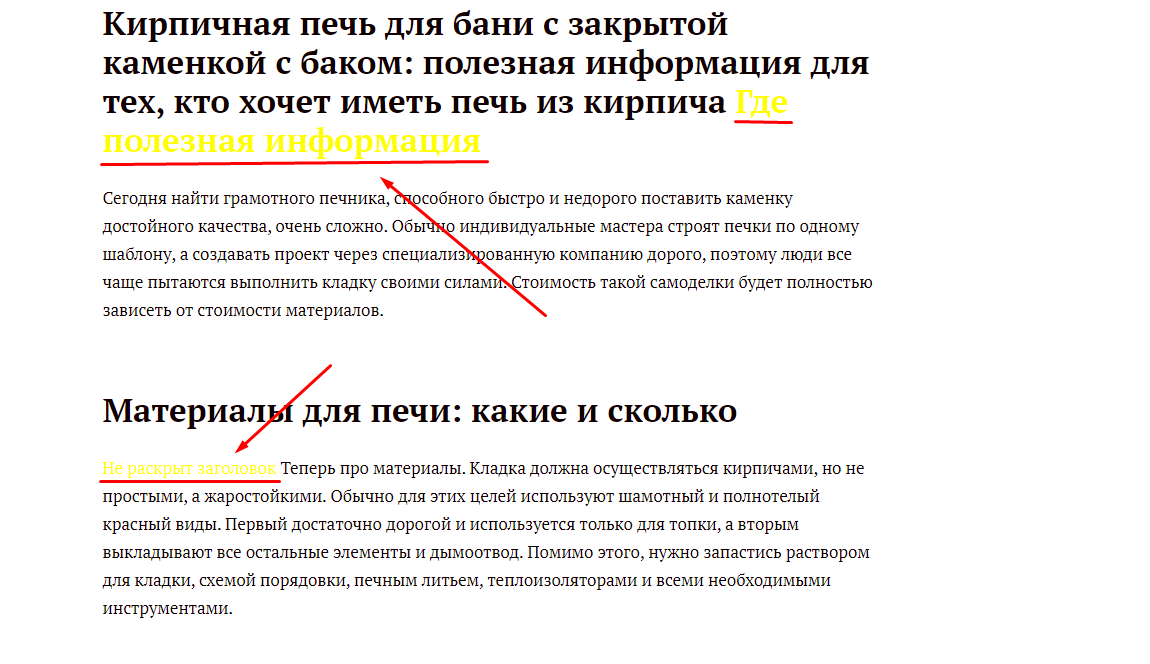 Кирпичная печь для бани с закрытой
каменкой с баком: полезная информация для
тех, кто хочет иметь печь из кирпича Где
полезная информация
Сегодня найти грамотного печника, способного быстро и недорого поставить каменку
достойного качества, очень сложно. Обычно индивидуальные мастера строят печки по одному
шаблону, а создавать проект через специализированную компанию дорого, поэтому люди все
чаще пытаются выполнить кладку своими силами. Стоимость такой самоделки будет полностью
зависеть от стоимости материалов.
Материалы для печи: какие и сколько
Не раскрыт заголовок Теперь про материалы. Кладка должна осуществляться кирпичами, но не
простыми, а жаростойкими. Обычно для этих целей используют шамотный и полнотелый
красный виды. Первый достаточно дорогой и используется только для топки, а вторым
выкладывают все остальные элементы и дымоотвод. Помимо этого, нужно запастись раствором
для кладки, схемой порядовки, печным литьем, теплоизоляторами и всеми необходимыми
инструментами.